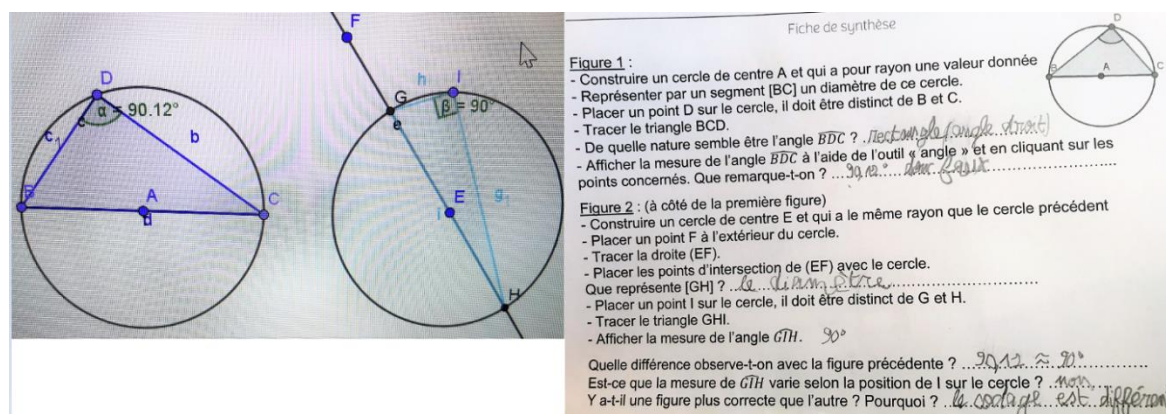 F
D
G
h
I
α = 90.12°
β = 90°
e
c
c₁
b
B
A
C
E
g₁
d
H
Fiche de synthèse
D
B
A
C
Figure 1 :
- Construire un cercle de centre A et qui a pour rayon une valeur donnée
- Représenter par un segment [BC] un diamètre de ce cercle.
- Placer un point D sur le cercle, il doit être distinct de B et C.
- Tracer le triangle BCD.
- De quelle nature semble être l'angle BDC ? Rectangle (angle droit)
- Afficher la mesure de l'angle BDC à l'aide de l'outil « angle » et en cliquant sur les
points concernés. Que remarque-t-on ? 90,12° donc faux
Figure 2 : (à côté de la première figure)
- Construire un cercle de centre E et qui a le même rayon que le cercle précédent
- Placer un point F à l'extérieur du cercle.
- Tracer la droite (EF).
- Placer les points d'intersection de (EF) avec le cercle.
Que représente [GH] ? le diamètre
- Placer un point I sur le cercle, il doit être distinct de G et H.
- Tracer le triangle GHI.
- Afficher la mesure de l'angle GIH. 90°
Quelle différence observe-t-on avec la figure précédente ? 90,12 ≈ 90°
Est-ce que la mesure de GIH varie selon la position de I sur le cercle ? non
Y a-t-il une figure plus correcte que l'autre ? Pourquoi ? le codage est différen